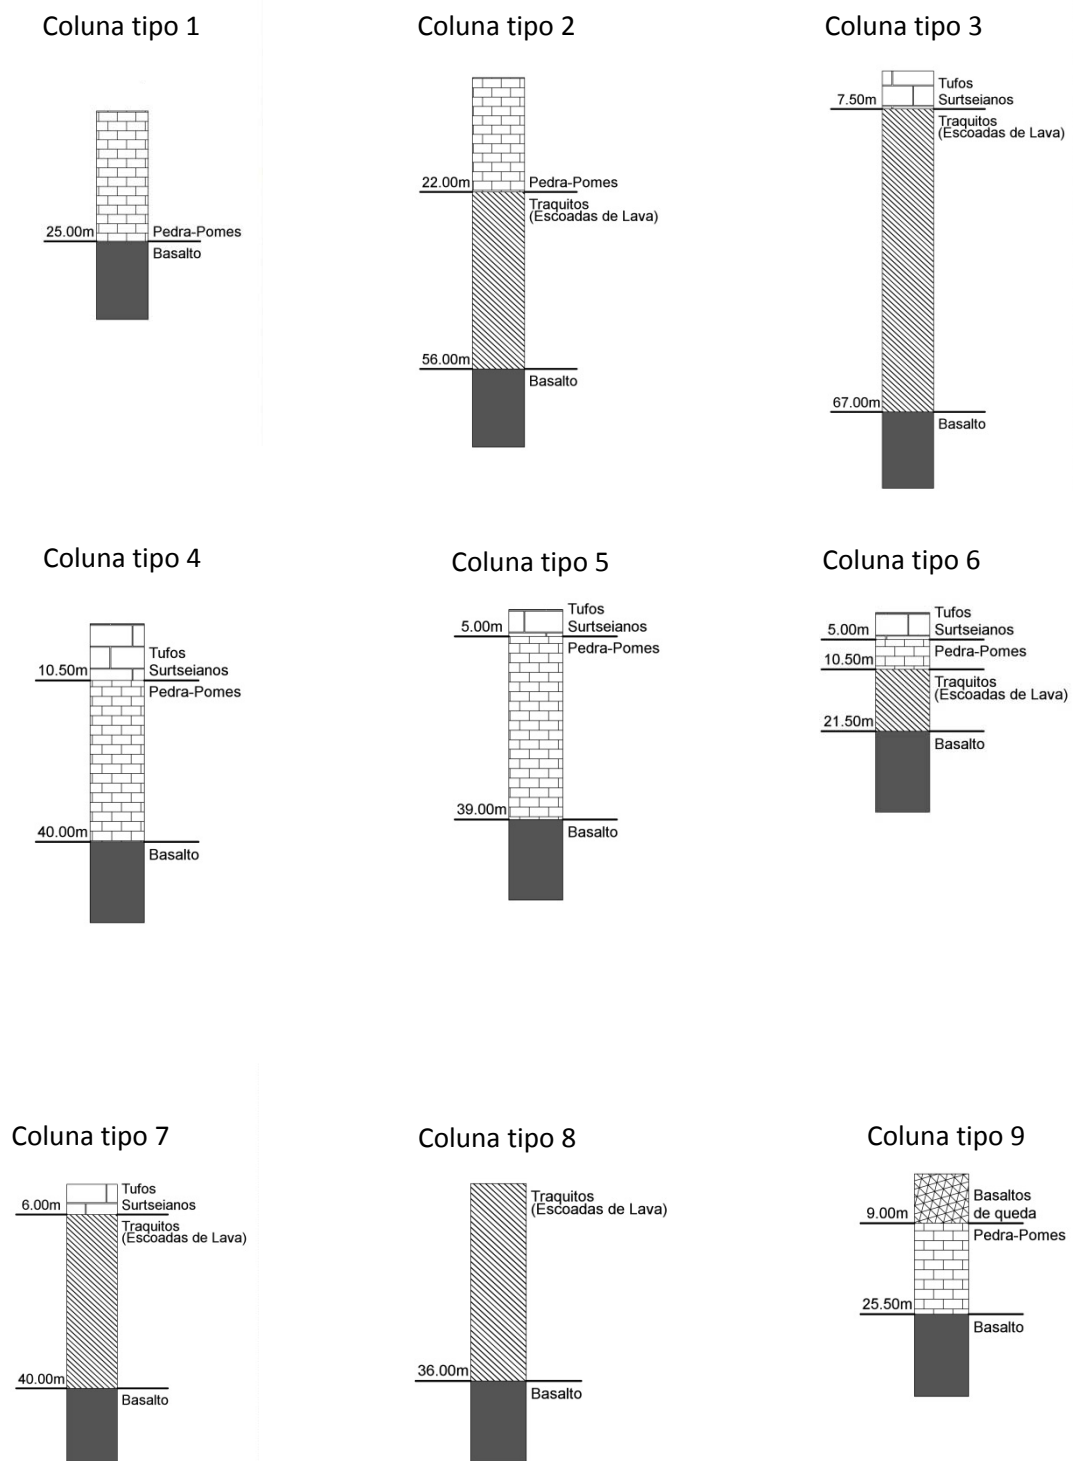 Coluna tipo 1
25.00m
Pedra-Pomes
Basalto
Coluna tipo 2
22.00m
Pedra-Pomes
Traquitos
(Escoadas de Lava)
56.00m
Basalto
Coluna tipo 3
Tufos
Surtseianos
7.50m
Traquitos
(Escoadas de Lava)
67.00m
Basalto
Coluna tipo 4
Tufos
Surtseianos
10.50m
Pedra-Pomes
40.00m
Basalto
Coluna tipo 5
Tufos
Surtseianos
5.00m
Pedra-Pomes
39.00m
Basalto
Coluna tipo 6
Tufos
Surtseianos
5.00m
Pedra-Pomes
10.50m
Traquitos
(Escoadas de Lava)
21.50m
Basalto
Coluna tipo 7
Tufos
Surtseianos
6.00m
Traquitos
(Escoadas de Lava)
40.00m
Basalto
Coluna tipo 8
Traquitos
(Escoadas de Lava)
36.00m
Basalto
Coluna tipo 9
Basaltos
de queda
9.00m
Pedra-Pomes
25.50m
Basalto